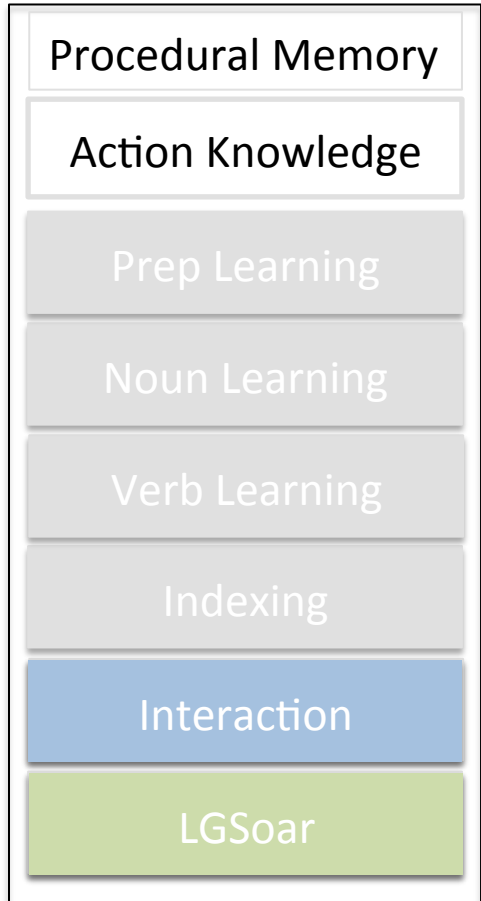 Procedural Memory
Action Knowledge
Prep Learning
Noun Learning
Verb Learning
Indexing
Interaction
LGSoar